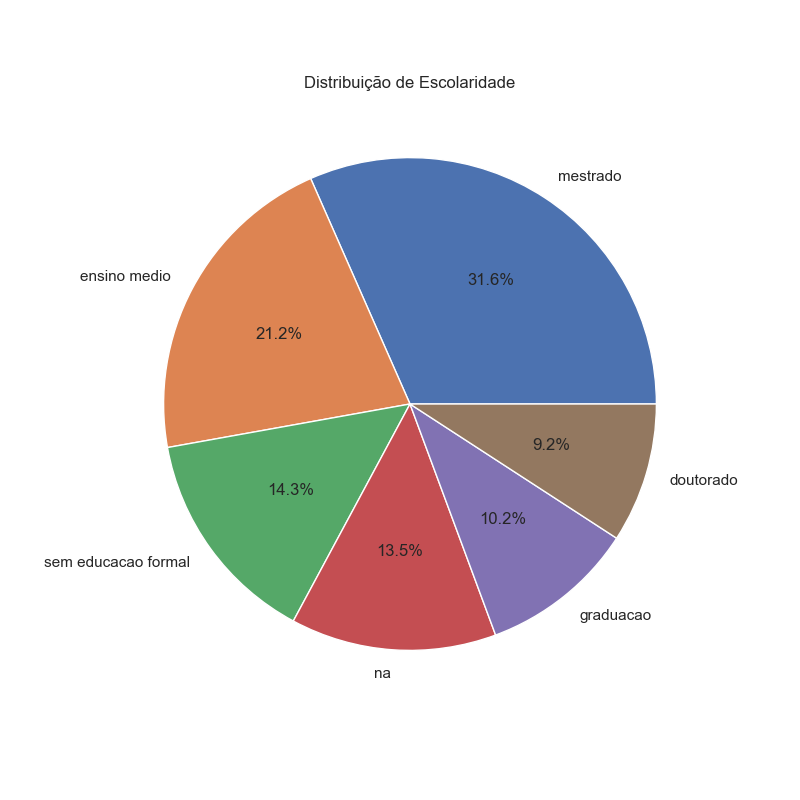 Distribuição de Escolaridade
mestrado
31.6%
ensino medio
21.2%
sem educacao formal
14.3%
na
13.5%
graduacao
10.2%
doutorado
9.2%